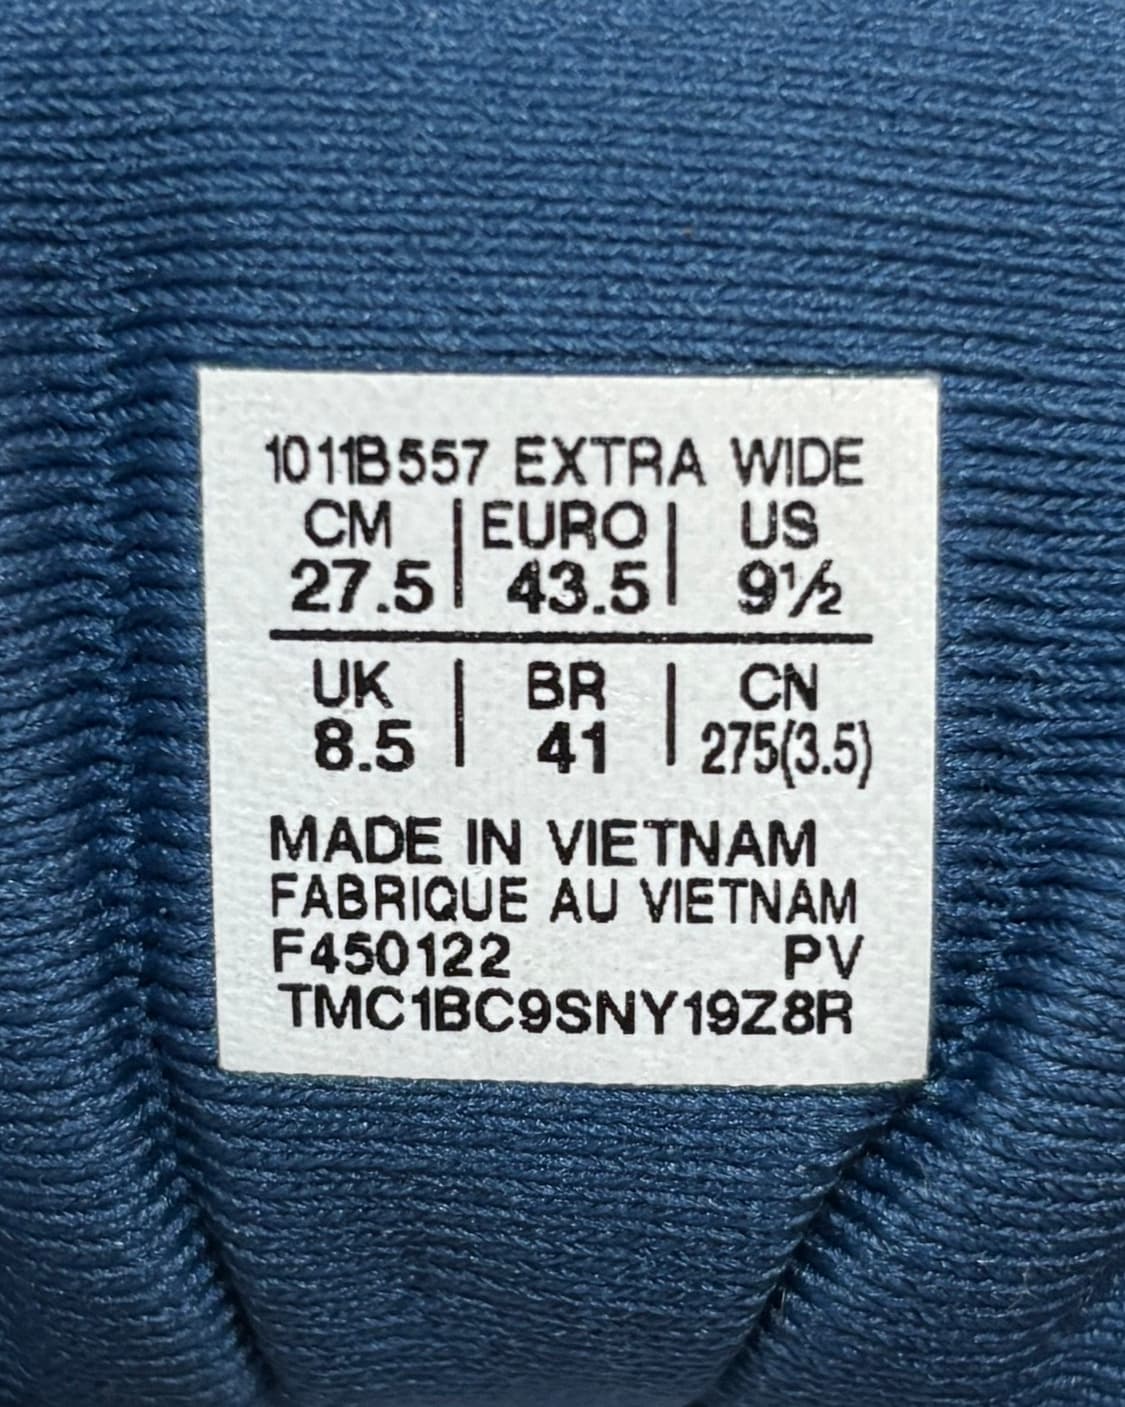 1011B557 EXTRA WIDE
CM | EURO | US
27.5 | 43.5 | 9½
UK | BR | CN
8.5 | 41 | 275(3.5)
MADE IN VIETNAM
FABRIQUE AU VIETNAM
F450122 PV
TMC1BC9SNY19Z8R